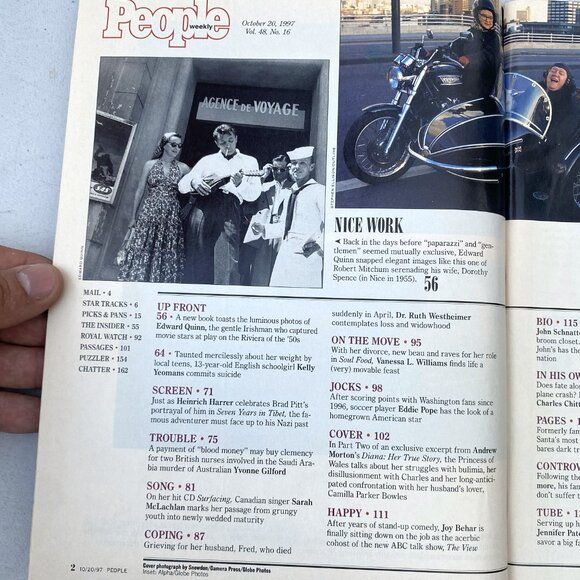 People
weekly
October 20, 1997
Vol. 48, No. 16
AGENCE DE VOYAGE
EDWARD QUINN
STEPHEN ELLISON/OUTLINE
NICE WORK
◄ Back in the days before "paparazzi" and "gen-
tlemen" seemed mutually exclusive, Edward
Quinn snapped elegant images like this one of
Robert Mitchum serenading his wife, Dorothy
Spence (in Nice in 1955). 56
MAIL • 4
STAR TRACKS • 6
PICKS & PANS • 15
THE INSIDER • 55
ROYAL WATCH • 92
PASSAGES • 101
PUZZLER • 154
CHATTER • 162
UP FRONT
56 • A new book toasts the luminous photos of
Edward Quinn, the gentle Irishman who captured
movie stars at play on the Riviera of the '50s
64 • Taunted mercilessly about her weight by
local teens, 13-year-old English schoolgirl Kelly
Yeomans commits suicide
SCREEN • 71
Just as Heinrich Harrer celebrates Brad Pitt's
portrayal of him in Seven Years in Tibet, the fa-
mous adventurer must face up to his Nazi past
TROUBLE • 75
A payment of "blood money" may buy clemency
for two British nurses involved in the Saudi Ara-
bia murder of Australian Yvonne Gilford
SONG • 81
On her hit CD Surfacing, Canadian singer Sarah
McLachlan marks her passage from grungy
youth into newly wedded maturity
COPING • 87
Grieving for her husband, Fred, who died
suddenly in April, Dr. Ruth Westheimer
contemplates loss and widowhood
ON THE MOVE • 95
With her divorce, new beau and raves for her role
in Soul Food, Vanessa L. Williams finds life a
(very) moveable feast
JOCKS • 98
After scoring points with Washington fans since
1996, soccer player Eddie Pope has the look of a
homegrown American star
COVER • 102
In Part Two of an exclusive excerpt from Andrew
Morton's Diana: Her True Story, the Princess of
Wales talks about her struggles with bulimia, her
disillusionment with Charles and her long-antici-
pated confrontation with her husband's lover,
Camilla Parker Bowles
HAPPY • 111
After years of stand-up comedy, Joy Behar is
finally sitting down on the job as the acerbic
cohost of the new ABC talk show, The View
BIO • 115
John Schnatt
broom closet.
John's has the
nation
IN HIS OW
Does fate alo
plane crash?
Charles Chitt
PAGES •
Formerly fam
Santa's most
bares dark tr
CONTROV
Following th
more, his fam
don't suffer t
TUBE • 13
Serving up h
Jennifer Pate
savor a big fa
2 10/20/97 PEOPLE
Cover photograph by Snowdon/Camera Press/Globe Photos
Inset: Alpha/Globe Photos